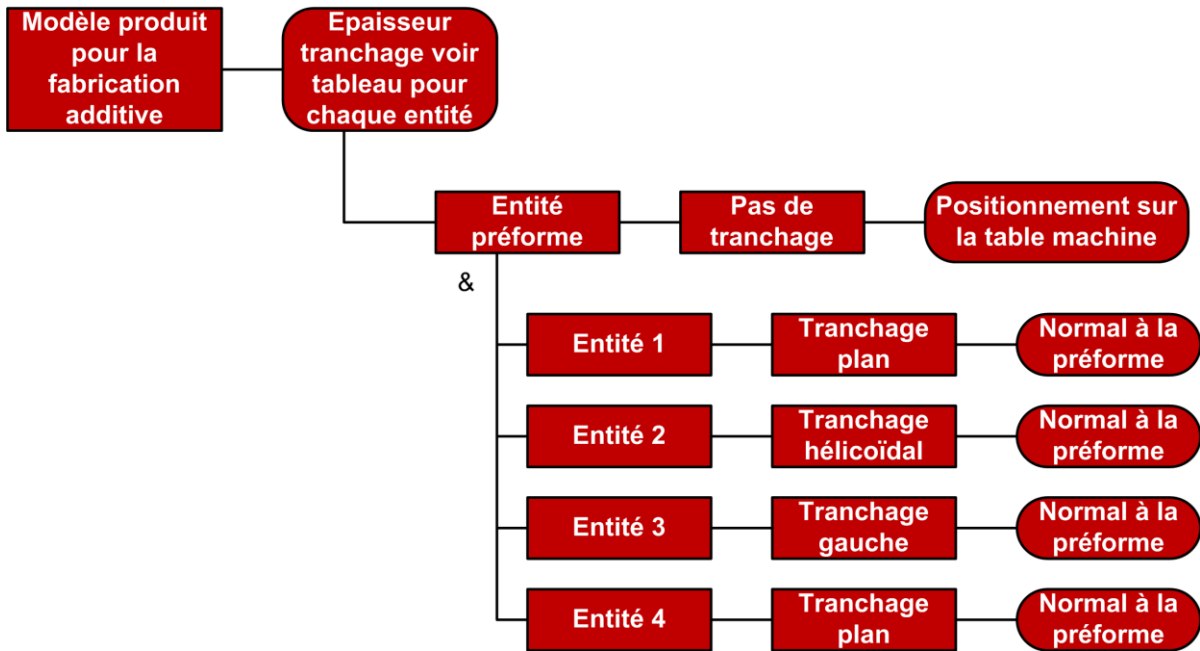 Modèle produit
pour la
fabrication
additive
Epaisseur
tranchage voir
tableau pour
chaque entité
Entité
préforme
Pas de
tranchage
Positionnement sur
la table machine
&
Entité 1
Tranchage
plan
Normal à la
préforme
Entité 2
Tranchage
hélicoïdal
Normal à la
préforme
Entité 3
Tranchage
gauche
Normal à la
préforme
Entité 4
Tranchage
plan
Normal à la
préforme